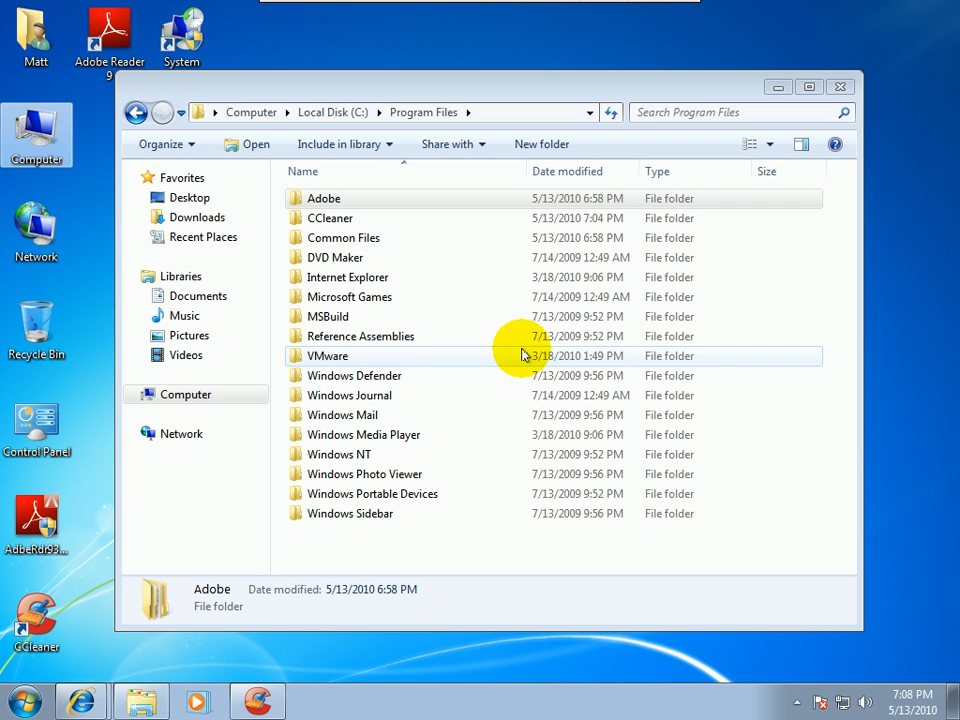 Matt
Adobe Reader 9
System
Computer
Network
Recycle Bin
Control Panel
AdbeRdr93...
CCleaner
Computer Local Disk (C:) Program Files
Search Program Files
Organize Open Include in library Share with New folder
Favorites
Desktop
Downloads
Recent Places
Libraries
Documents
Music
Pictures
Videos
Computer
Network
Name Date modified Type Size
Adobe 5/13/2010 6:58 PM File folder
CCleaner 5/13/2010 7:04 PM File folder
Common Files 5/13/2010 6:58 PM File folder
DVD Maker 7/14/2009 12:49 AM File folder
Internet Explorer 3/18/2010 9:06 PM File folder
Microsoft Games 7/14/2009 12:49 AM File folder
MSBuild 7/13/2009 9:52 PM File folder
Reference Assemblies 7/13/2009 9:52 PM File folder
VMware 3/18/2010 1:49 PM File folder
Windows Defender 7/13/2009 9:56 PM File folder
Windows Journal 7/14/2009 12:49 AM File folder
Windows Mail 7/13/2009 9:56 PM File folder
Windows Media Player 3/18/2010 9:06 PM File folder
Windows NT 7/13/2009 9:52 PM File folder
Windows Photo Viewer 7/13/2009 9:56 PM File folder
Windows Portable Devices 7/13/2009 9:52 PM File folder
Windows Sidebar 7/13/2009 9:56 PM File folder
Adobe Date modified: 5/13/2010 6:58 PM
File folder
7:08 PM
5/13/2010